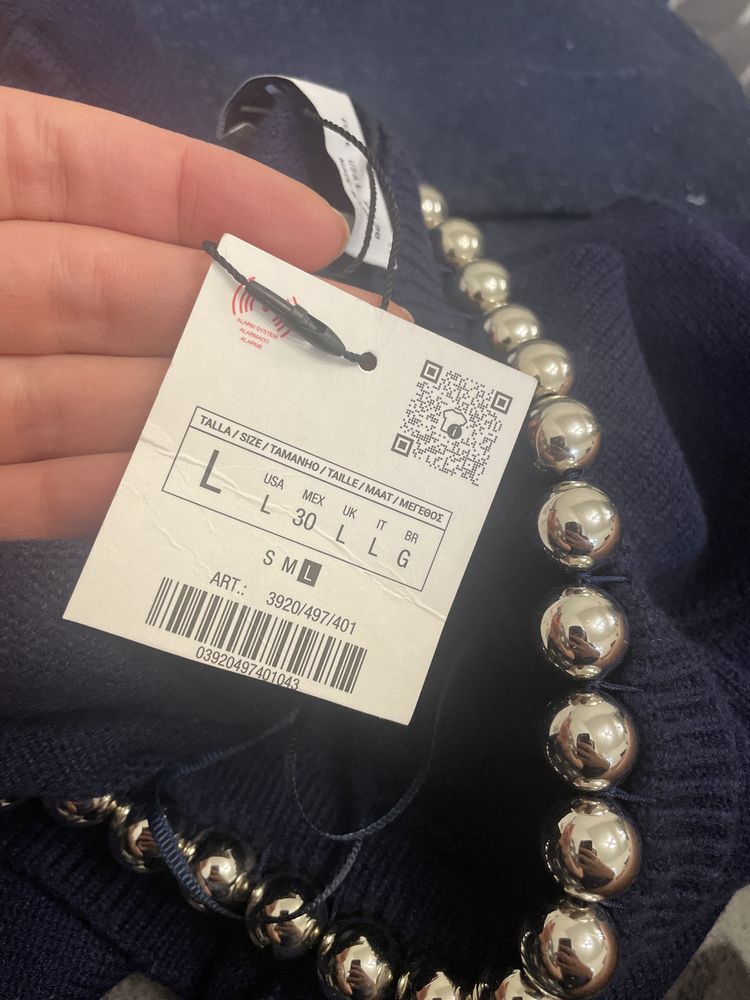 ALARM SYSTEM
ALARMADO
ALARME
TALLA / SIZE / TAMANHO / TAILLE / MAAT / ΜΕΓΕΘΟΣ
L
USA MEX UK IT BR
L 30 L L G
S M L
ART.: 3920/497/401
03920497401043